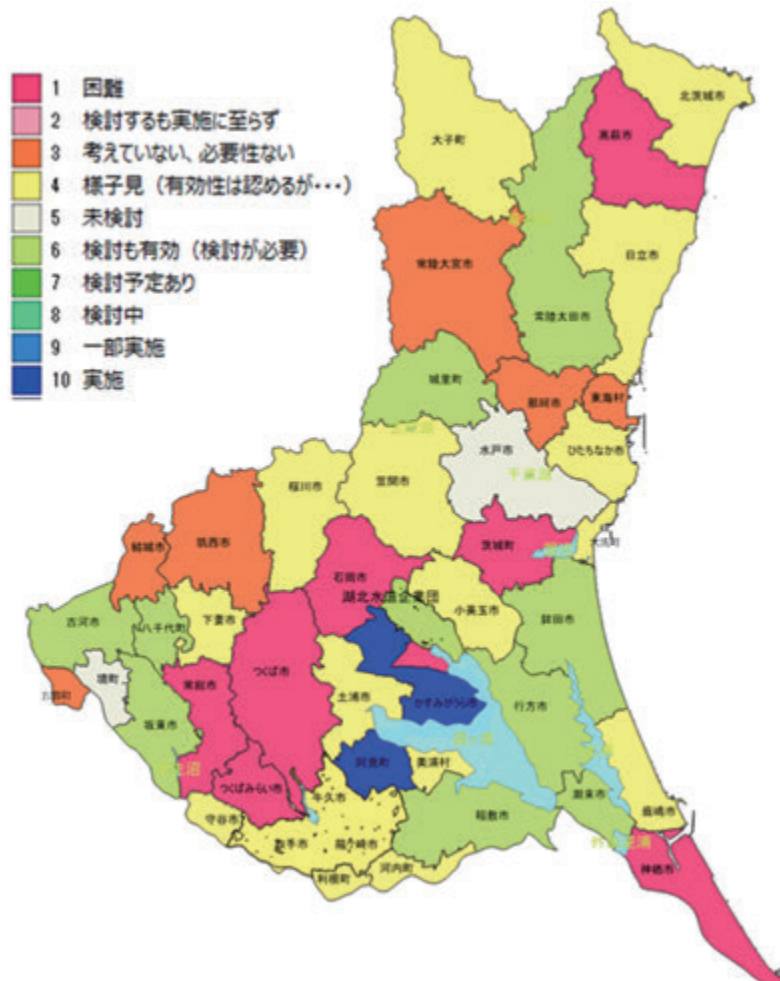 1 困難
2 検討するも実施に至らず
3 考えていない、必要性ない
4 様子見（有効性は認めるが・・・）
5 未検討
6 検討も有効（検討が必要）
7 検討予定あり
8 検討中
9 一部実施
10 実施
北茨城市
高萩市
大子町
日立市
常陸大宮市
常陸太田市
城里町
那珂市
東海村
水戸市
ひたちなか市
千波湖
笠間市
桜川市
筑西市
結城市
茨城町
大洗町
石岡市
湖北水道企業団
小美玉市
鉾田市
古河市
八千代町
下妻市
つくば市
常総市
境町
五霞町
坂東市
土浦市
かすみがうら市
行方市
阿見町
美浦村
つくばみらい市
牛久市
守谷市
取手市
龍ヶ崎市
稲敷市
潮来市
鹿嶋市
利根町
河内町
神栖市